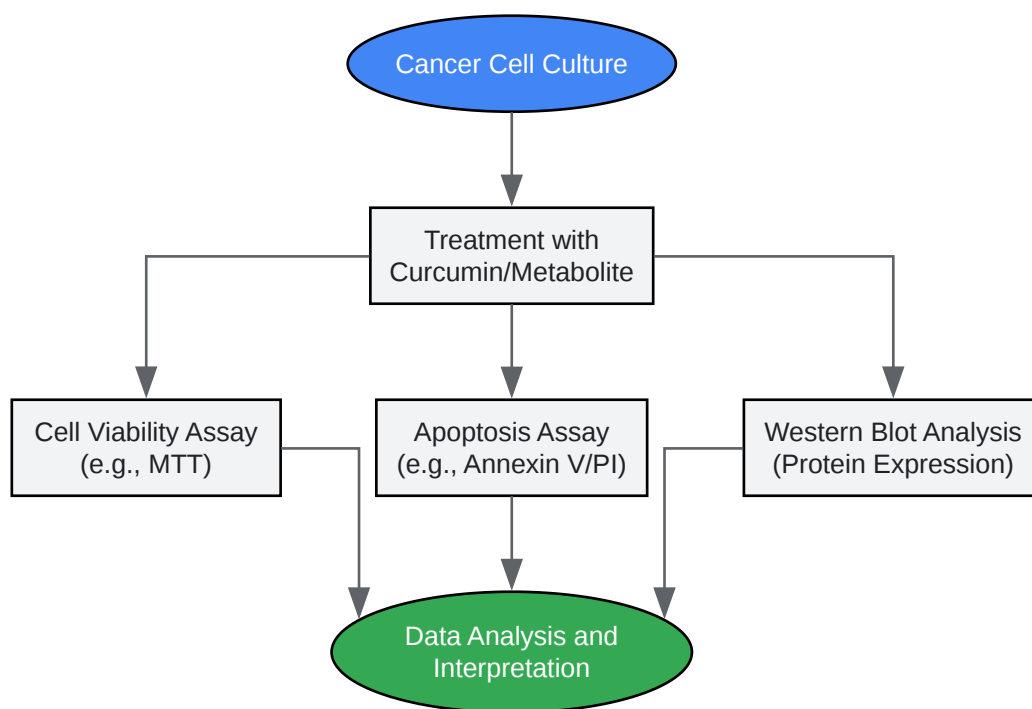 Cancer Cell Culture
Treatment with
Curcumin/Metabolite
Cell Viability Assay
(e.g., MTT)
Apoptosis Assay
(e.g., Annexin V/PI)
Western Blot Analysis
(Protein Expression)
Data Analysis and
Interpretation